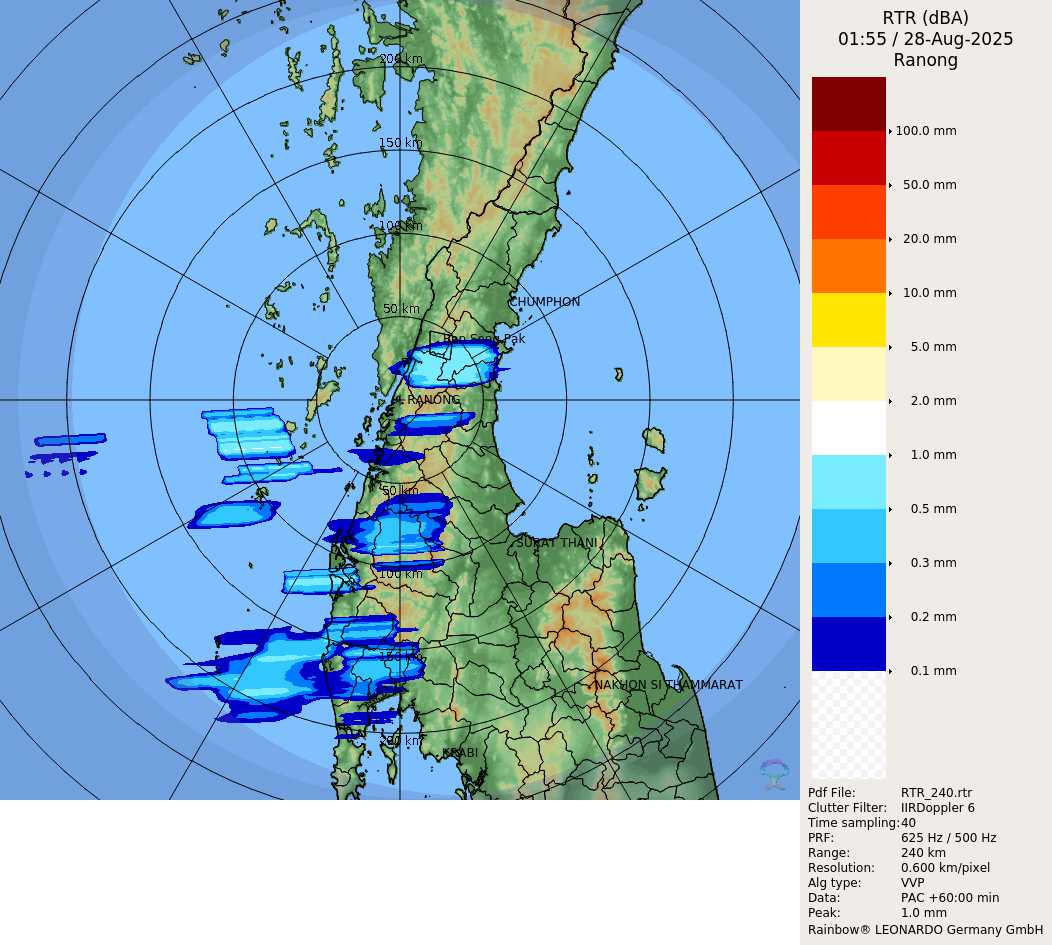 RTR (dBA)
01:55 / 28-Aug-2025
Ranong
100.0 mm
50.0 mm
20.0 mm
10.0 mm
5.0 mm
2.0 mm
1.0 mm
0.5 mm
0.3 mm
0.2 mm
0.1 mm
Pdf File: RTR_240.rtr
Clutter Filter: IIRDoppler 6
Time sampling: 40
PRF: 625 Hz / 500 Hz
Range: 240 km
Resolution: 0.600 km/pixel
Alg type: VVP
Data: PAC +60:00 min
Peak: 1.0 mm
Rainbow® LEONARDO Germany GmbH
200 km
150 km
100 km
CHUMPHON
50 km
Ban Song Pak
RANONG
50 km
SURAT THANI
100 km
150 km
NAKHON SI THAMMARAT
200 km
KRABI